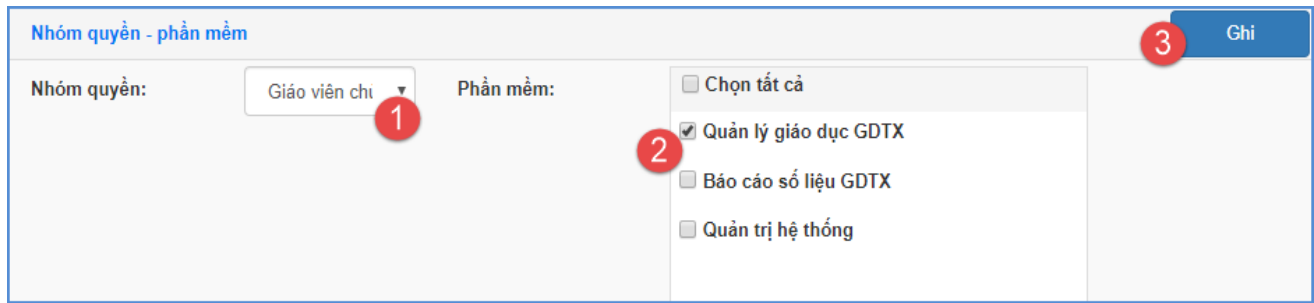 Nhóm quyền - phần mềm
3
Ghi
Nhóm quyền:
Giáo viên chủ
1
Phần mềm:
Chọn tất cả
2
Quản lý giáo dục GDTX
Báo cáo số liệu GDTX
Quản trị hệ thống